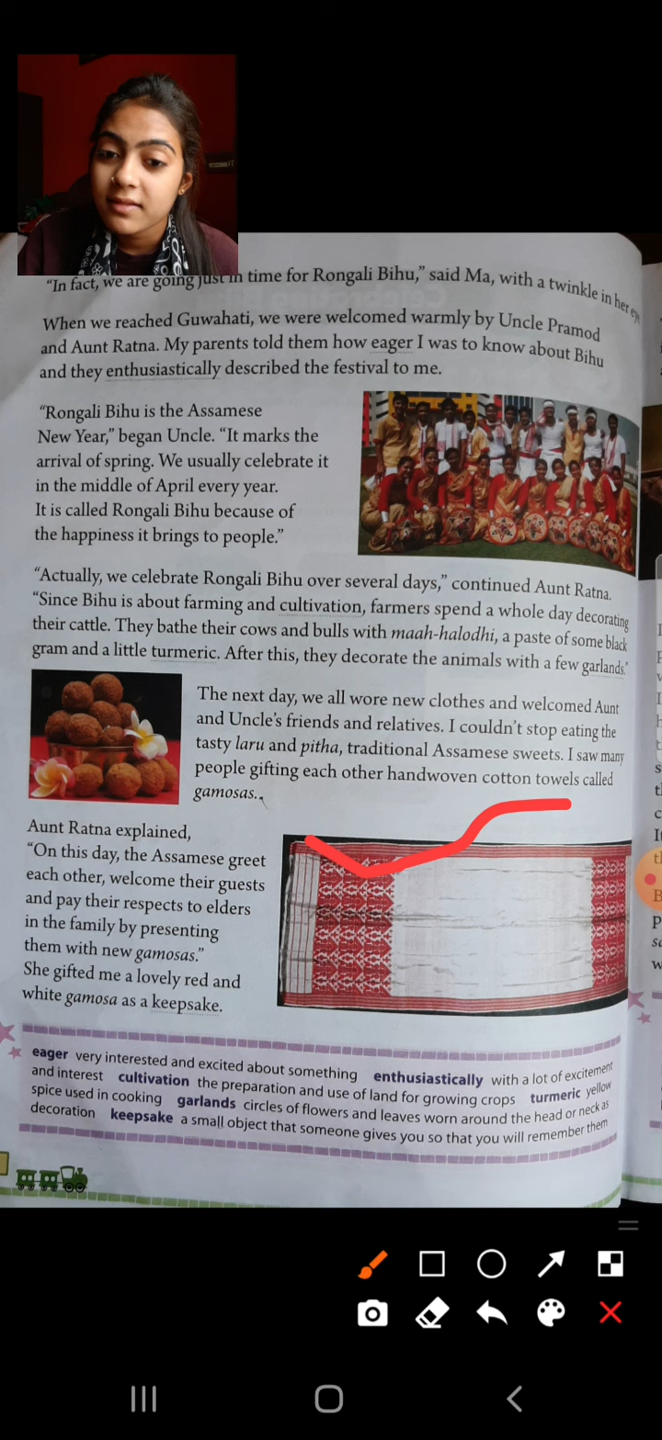 "In fact, we are going just in time for Rongali Bihu," said Ma, with a twinkle in her eye
When we reached Guwahati, we were welcomed warmly by Uncle Pramod
and Aunt Ratna. My parents told them how eager I was to know about Bihu
and they enthusiastically described the festival to me.
"Rongali Bihu is the Assamese
New Year," began Uncle. "It marks the
arrival of spring. We usually celebrate it
in the middle of April every year.
It is called Rongali Bihu because of
the happiness it brings to people."
"Actually, we celebrate Rongali Bihu over several days," continued Aunt Ratna.
"Since Bihu is about farming and cultivation, farmers spend a whole day decorating
their cattle. They bathe their cows and bulls with maah-halodhi, a paste of some black
gram and a little turmeric. After this, they decorate the animals with a few garlands."
The next day, we all wore new clothes and welcomed Aunt
and Uncle's friends and relatives. I couldn't stop eating the
tasty laru and pitha, traditional Assamese sweets. I saw many
people gifting each other handwoven cotton towels called
gamosas.
Aunt Ratna explained,
"On this day, the Assamese greet
each other, welcome their guests
and pay their respects to elders
in the family by presenting
them with new gamosas."
She gifted me a lovely red and
white gamosa as a keepsake.
eager very interested and excited about something enthusiastically with a lot of excitement
and interest cultivation the preparation and use of land for growing crops turmeric yellow
spice used in cooking garlands circles of flowers and leaves worn around the head or neck as
decoration keepsake a small object that someone gives you so that you will remember them